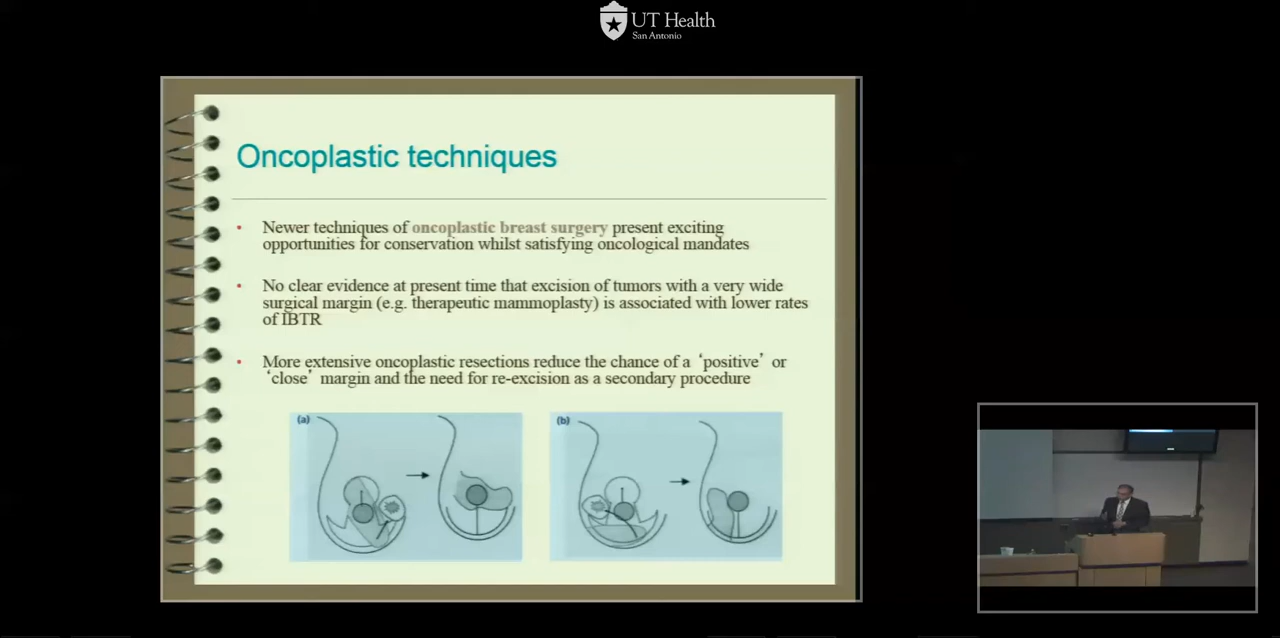 UT Health
San Antonio
Oncoplastic techniques
• Newer techniques of oncoplastic breast surgery present exciting
opportunities for conservation whilst satisfying oncological mandates
• No clear evidence at present time that excision of tumors with a very wide
surgical margin (e.g. therapeutic mammoplasty) is associated with lower rates
of IBTR
• More extensive oncoplastic resections reduce the chance of a ‘positive’ or
‘close’ margin and the need for re-excision as a secondary procedure
(a)
(b)